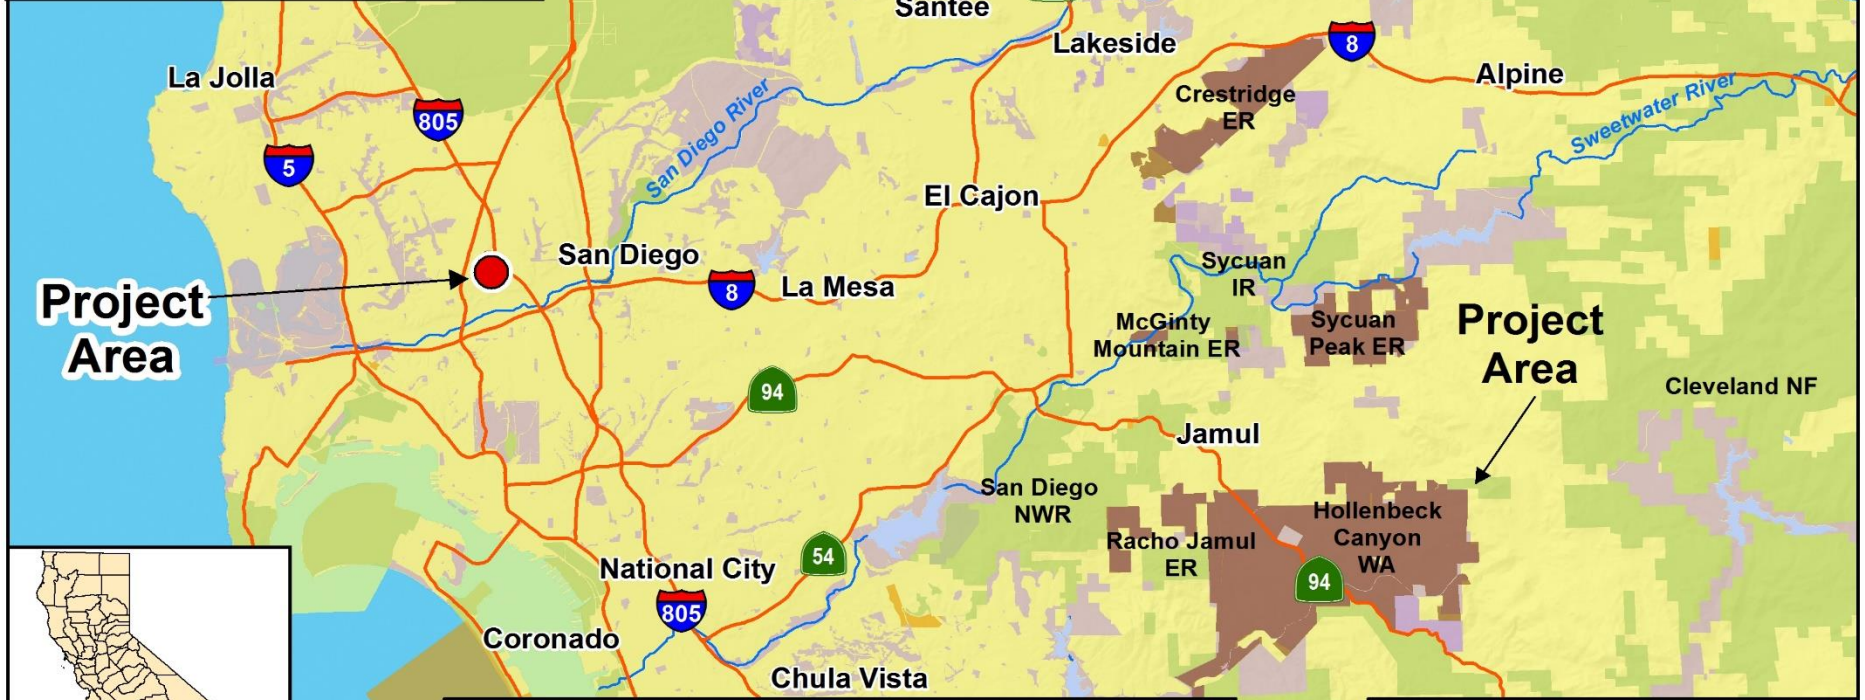 Santee
Lakeside
8
Alpine
La Jolla
805
5
San Diego River
Crestridge
ER
Sweetwater River
El Cajon
San Diego
8
La Mesa
Sycuan
IR
Project
Area
McGinty
Mountain ER
Sycuan
Peak ER
Project
Area
94
Cleveland NF
Jamul
San Diego
NWR
Racho Jamul
ER
Hollenbeck
Canyon
WA
94
54
National City
805
Coronado
Chula Vista